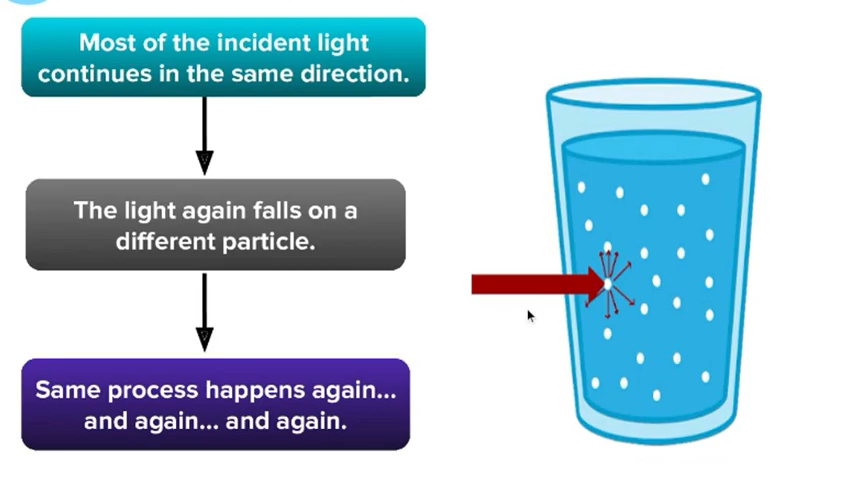 Most of the incident light
continues in the same direction.
The light again falls on a
different particle.
Same process happens again...
and again... and again.